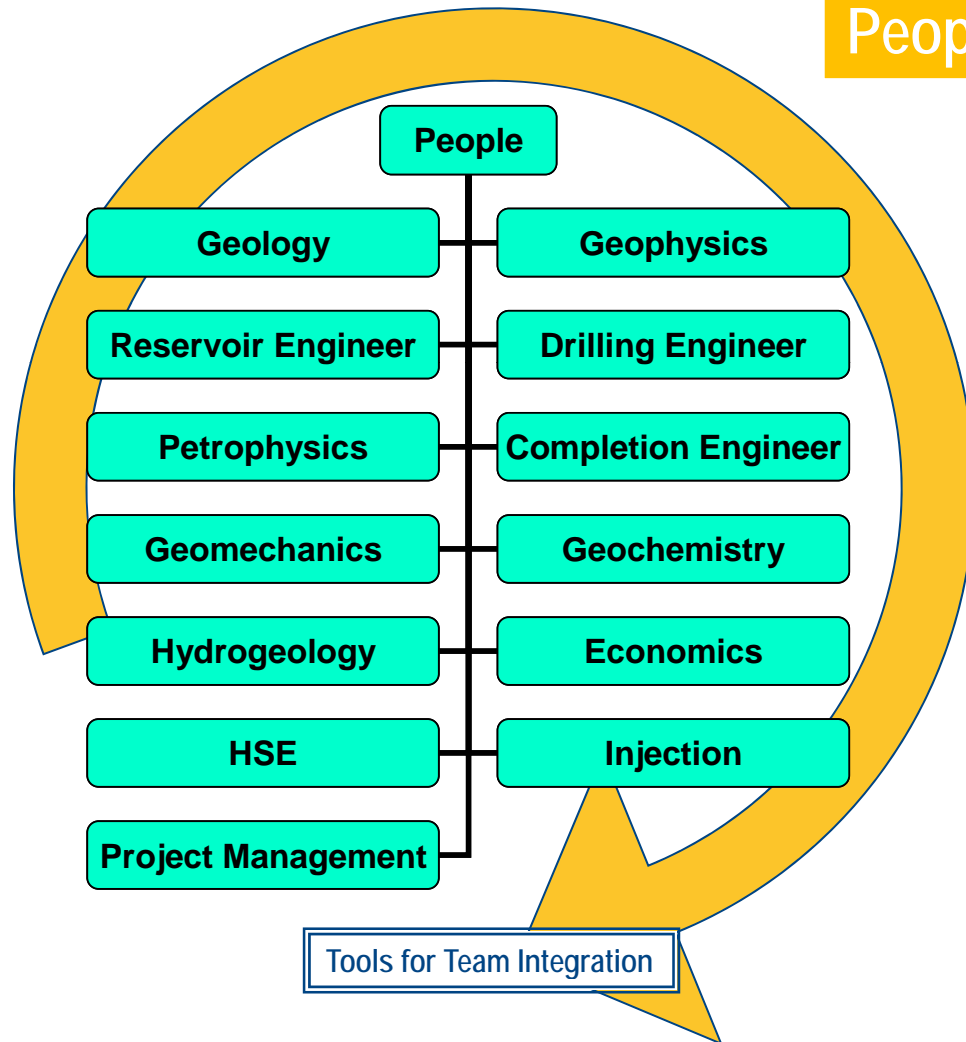 People
Geology
Geophysics
Reservoir Engineer
Drilling Engineer
Petrophysics
Completion Engineer
Geomechanics
Geochemistry
Hydrogeology
Economics
HSE
Injection
Project Management
Tools for Team Integration